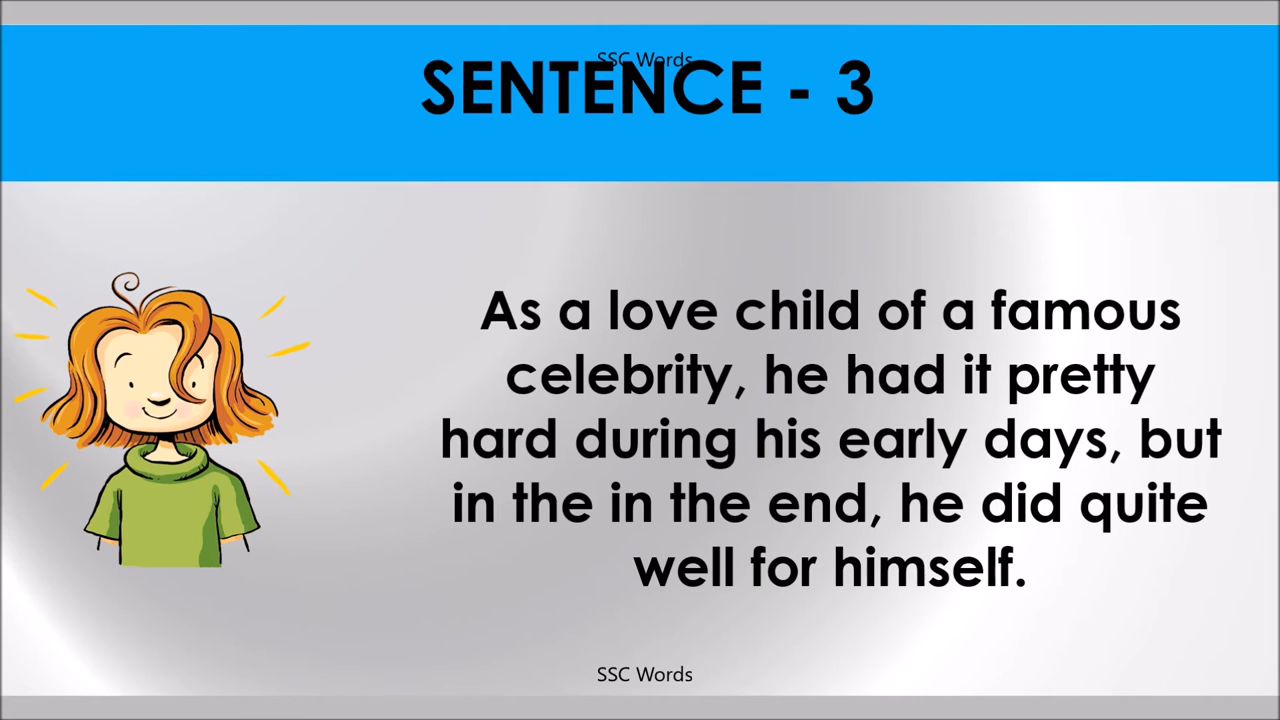 SSC Words
SENTENCE - 3
As a love child of a famous
celebrity, he had it pretty
hard during his early days, but
in the in the end, he did quite
well for himself.
SSC Words